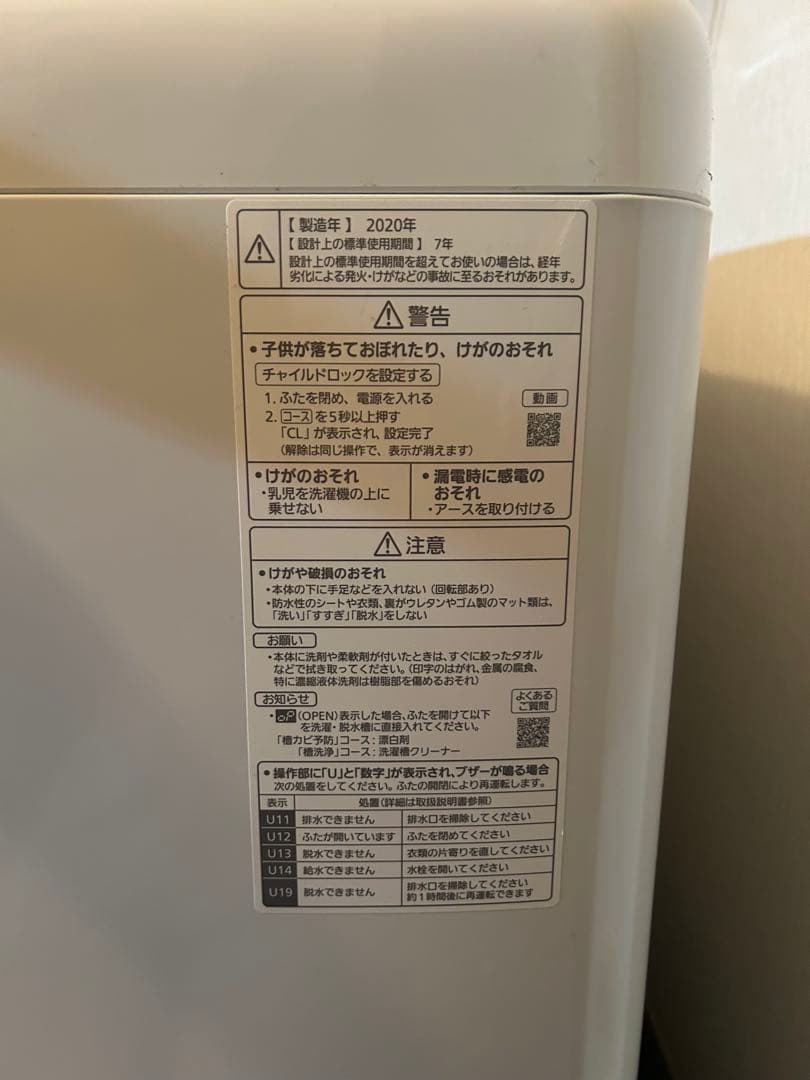 【製造年】 2020年
【設計上の標準使用期間】 7年
設計上の標準使用期間を超えてお使いの場合は、経年
劣化による発火・けがなどの事故に至るおそれがあります。
警告
●子供が落ちておぼれたり、けがのおそれ
チャイルドロックを設定する
1. ふたを閉め、電源を入れる
動画
2. コースを5秒以上押す
「CL」が表示され、設定完了
(解除は同じ操作で、表示が消えます)
●けがのおそれ
・乳児を洗濯機の上に
乗せない
●漏電時に感電の
おそれ
・アースを取り付ける
注意
●けがや破損のおそれ
・本体の下に手足などを入れない(回転部あり)
・防水性のシートや衣類、裏がウレタンやゴム製のマット類は、
「洗い」「すすぎ」「脱水」をしない
お願い
・本体に洗剤や柔軟剤が付いたときは、すぐに絞ったタオル
などで拭き取ってください。(印字のはがれ、金属の腐食、
特に濃縮液体洗剤は樹脂部を傷めるおそれ)
お知らせ
よくある
ご質問
・oP(OPEN)表示した場合、ふたを開けて以下
を洗濯・脱水槽に直接入れてください。
「槽カビ予防」コース:漂白剤
「槽洗浄」コース:洗濯槽クリーナー
●操作部に「U」と「数字」が表示され、ブザーが鳴る場合
次の処置をしてください。ふたの開閉により再運転します。
表示 処置(詳細は取扱説明書参照)
U11 排水できません 排水口を掃除してください
U12 ふたが開いています ふたを閉めてください
U13 脱水できません 衣類の片寄りを直してください
U14 給水できません 水栓を開いてください
U19 脱水できません 排水口を掃除してください
約1時間後に再運転できます